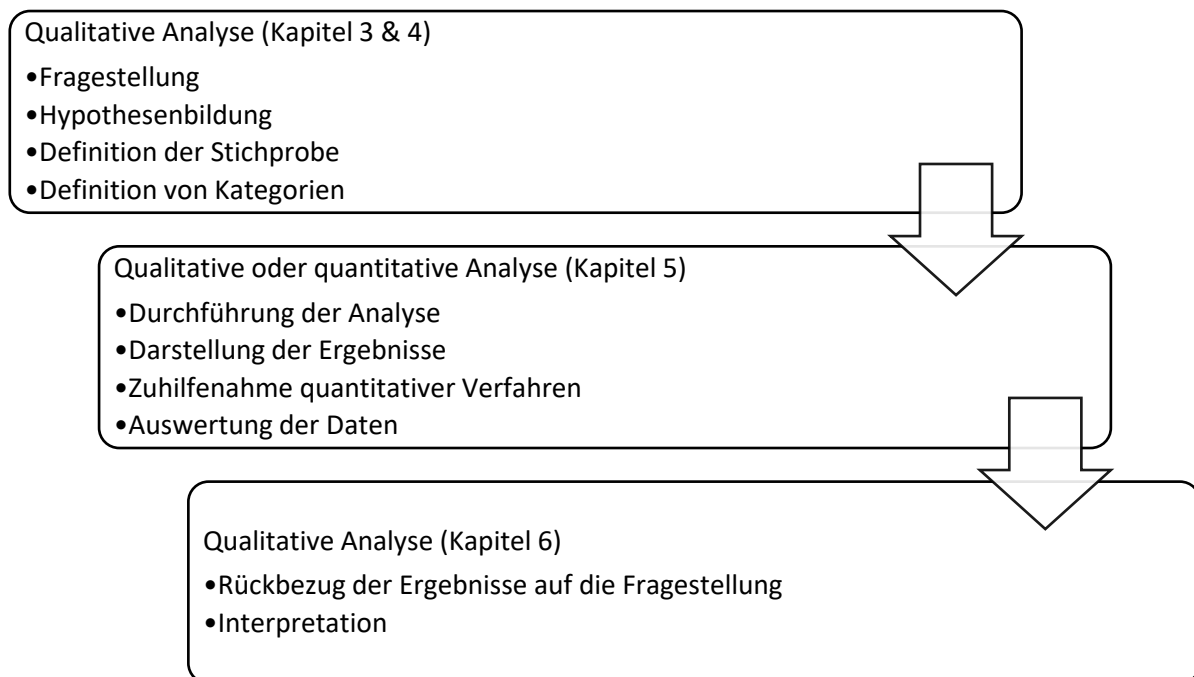 Qualitative Analyse (Kapitel 3 & 4)
•Fragestellung
•Hypothesenbildung
•Definition der Stichprobe
•Definition von Kategorien
Qualitative oder quantitative Analyse (Kapitel 5)
•Durchführung der Analyse
•Darstellung der Ergebnisse
•Zuhilfenahme quantitativer Verfahren
•Auswertung der Daten
Qualitative Analyse (Kapitel 6)
•Rückbezug der Ergebnisse auf die Fragestellung
•Interpretation